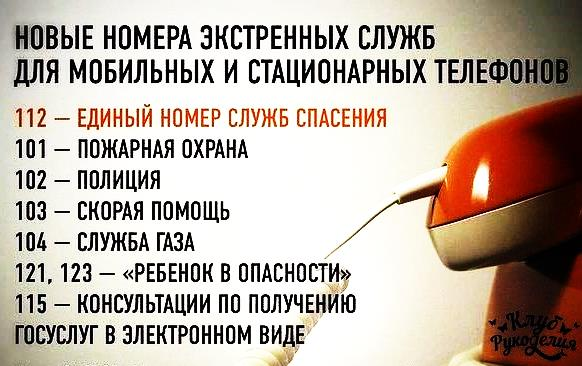 НОВЫЕ НОМЕРА ЭКСТРЕННЫХ СЛУЖБ
ДЛЯ МОБИЛЬНЫХ И СТАЦИОНАРНЫХ ТЕЛЕФОНОВ
112 – ЕДИНЫЙ НОМЕР СЛУЖБ СПАСЕНИЯ
101 – ПОЖАРНАЯ ОХРАНА
102 – ПОЛИЦИЯ
103 – СКОРАЯ ПОМОЩЬ
104 – СЛУЖБА ГАЗА
121, 123 – «РЕБЕНОК В ОПАСНОСТИ»
115 – КОНСУЛЬТАЦИИ ПО ПОЛУЧЕНИЮ
ГОСУСЛУГ В ЭЛЕКТРОННОМ ВИДЕ
Клуб
Рукоделия